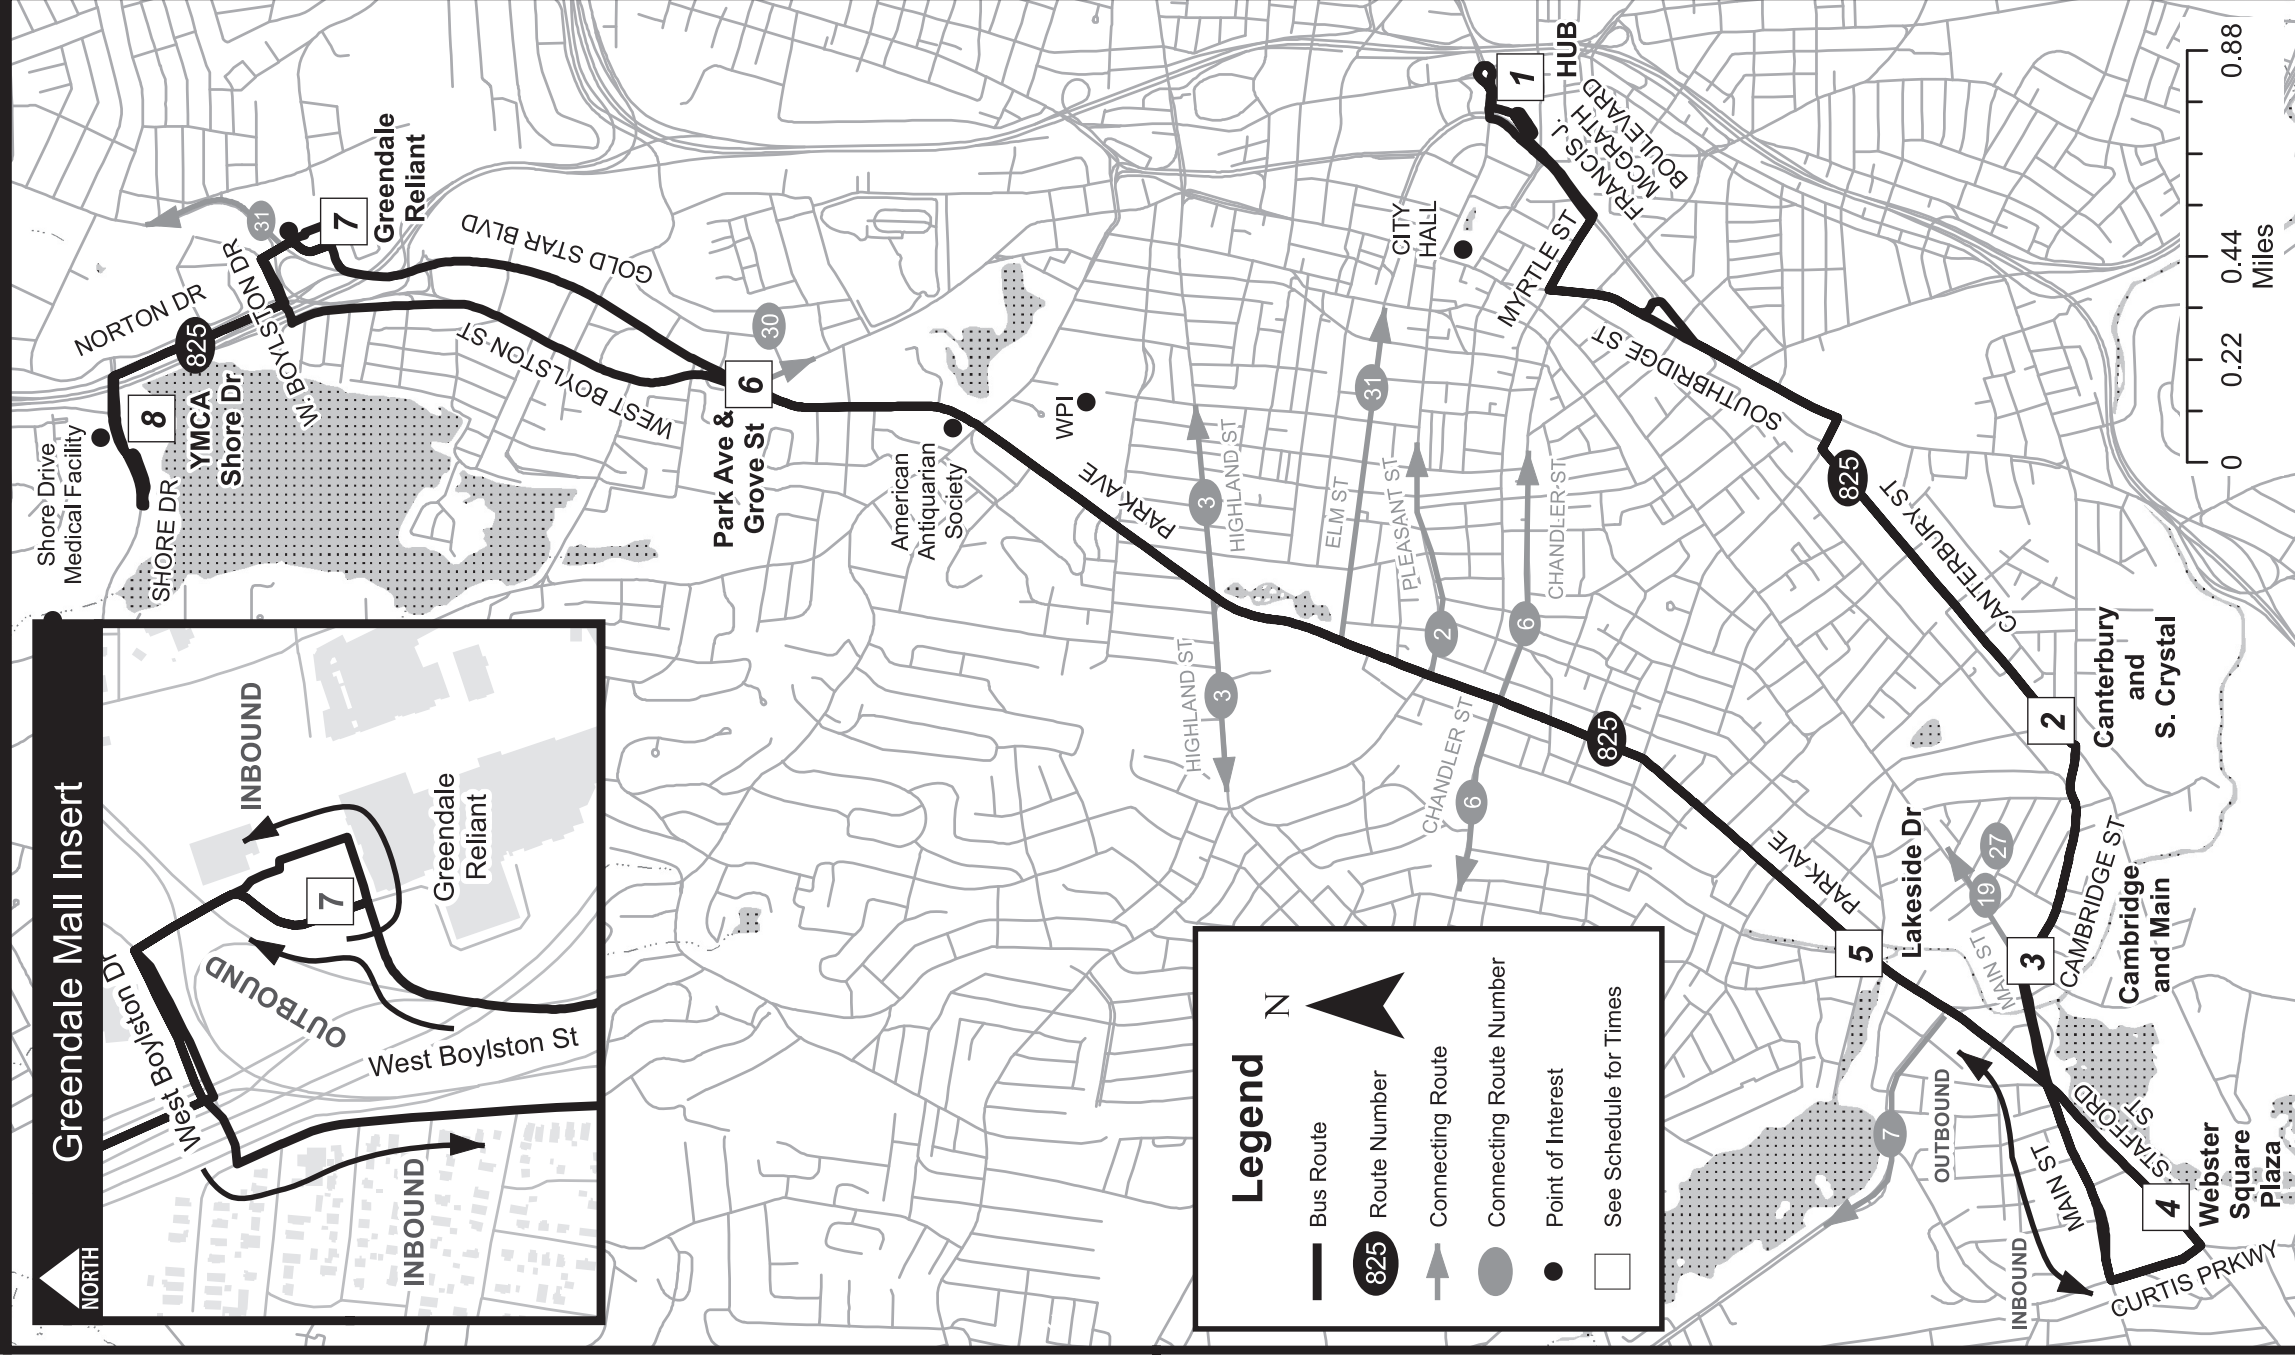 Greendale Mall Insert
NORTH
West Boylston Dr
INBOUND
OUTBOUND
7
Greendale
Reliant
West Boylston St
INBOUND
Shore Drive
Medical Facility
SHORE DR
8
YMCA
Shore Dr
NORTON DR
825
W. BOYLSTON DR
31
7
Greendale
Reliant
GOLD STAR BLVD
WEST BOYLSTON ST
30
6
Park Ave &
Grove St
American
Antiquarian
Society
WPI
PARK AVE
3
HIGHLAND ST
HIGHLAND ST
3
ELM ST
31
PLEASANT ST
2
CHANDLER ST
6
CHANDLER ST
6
825
PARK AVE
CITY
HALL
1
HUB
FRANCIS J.
MCGRATH
BOULEVARD
MYRTLE ST
SOUTHBRIDGE ST
825
CANTERBURY ST
2
Canterbury
and
S. Crystal
CAMBRIDGE ST
3
Cambridge
and Main
MAIN ST
19
27
5
Lakeside Dr
7
OUTBOUND
INBOUND
MAIN ST
STAFFORD
ST
4
Webster
Square
Plaza
CURTIS PRKWY
Legend
N
Bus Route
825 Route Number
Connecting Route
Connecting Route Number
Point of Interest
See Schedule for Times
0 0.22 0.44 0.88
Miles